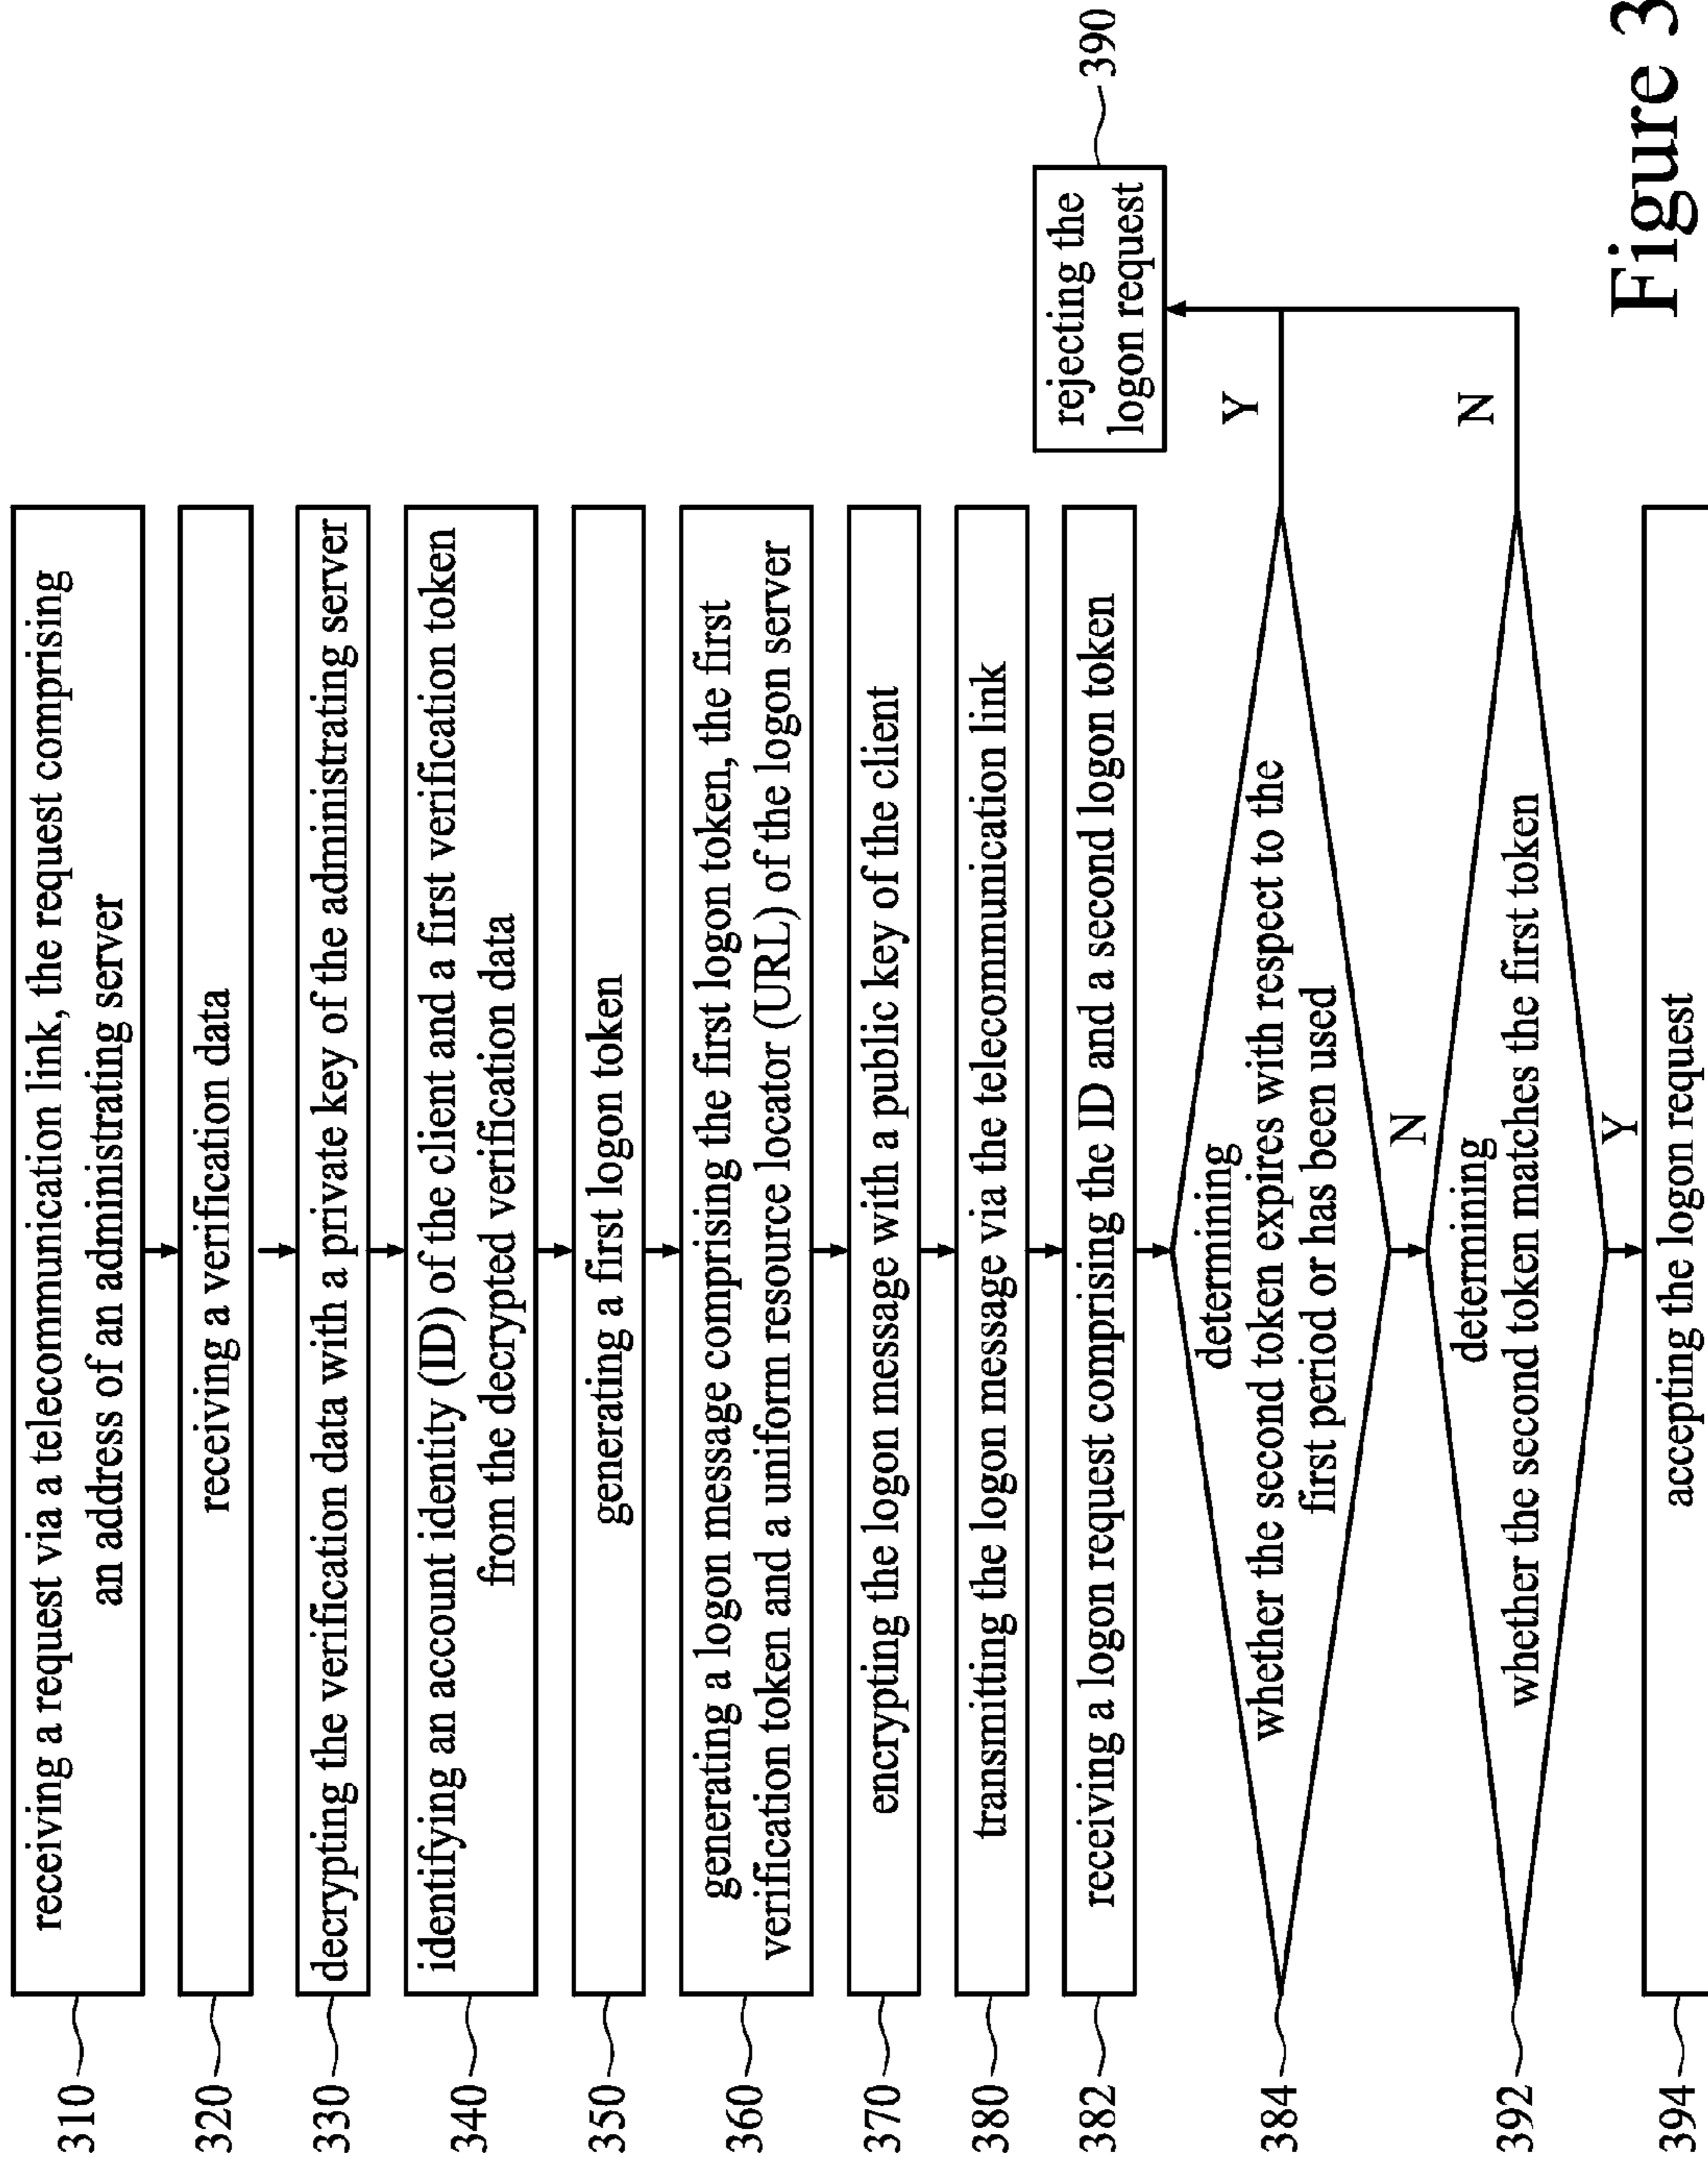 310
receiving a request via a telecommunication link, the request comprising
an address of an administrating server
320
receiving a verification data
330
decrypting the verification data with a private key of the administrating server
340
identifying an account identity (ID) of the client and a first verification token
from the decrypted verification data
350
generating a first logon token
360
generating a logon message comprising the first logon token, the first
verification token and a uniform resource locator (URL) of the logon server
370
encrypting the logon message with a public key of the client
380
transmitting the logon message via the telecommunication link
382
receiving a logon request comprising the ID and a second logon token
384
determining
whether the second token expires with respect to the
first period or has been used
Y
N
rejecting the
logon request
390
392
determining
whether the second token matches the first token
N
Y
394
accepting the logon request
Figure 3